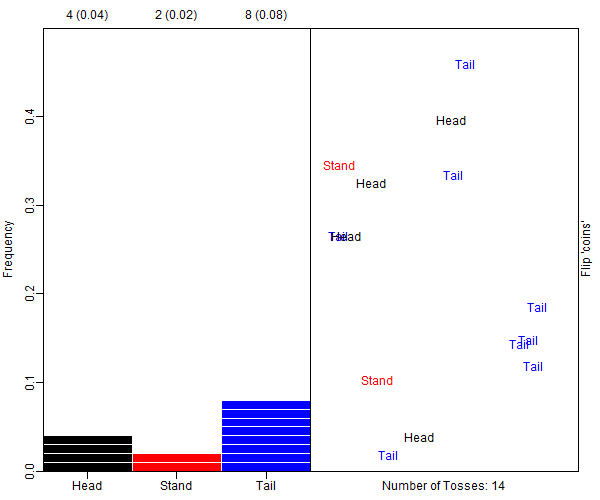 4 (0.04) 2 (0.02) 8 (0.08)
Frequency
0.0 0.1 0.2 0.3 0.4
Head Stand Tail
Tail
Head
Stand
Tail
Head
Tail
Head
Tail
Tail
Tail
Tail
Stand
Head
Tail
Flip 'coins'
Number of Tosses: 14